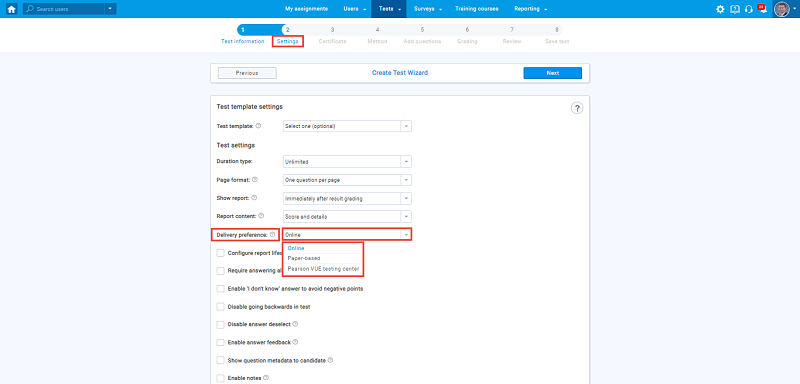 Search users
My assignments
Users
Tests
Surveys
Training courses
Reporting
1 2 3 4 5 6 7 8
Test information Settings Certificate Method Add questions Grading Review Save test
Previous
Create Test Wizard
Next
Test template settings
?
Test template: ? Select one (optional)
Test settings
Duration type: Unlimited
Page format: ? One question per page
Show report: ? Immediately after result grading
Report content: ? Score and details
Delivery preference: ? Online
Online
Paper-based
Pearson VUE testing center
Configure report
Require answering
Enable 'I don't know' answer to avoid negative points
Disable going backwards in test
Disable answer deselect ?
Enable answer feedback ?
Show question metadata to candidate ?
Enable notes ?